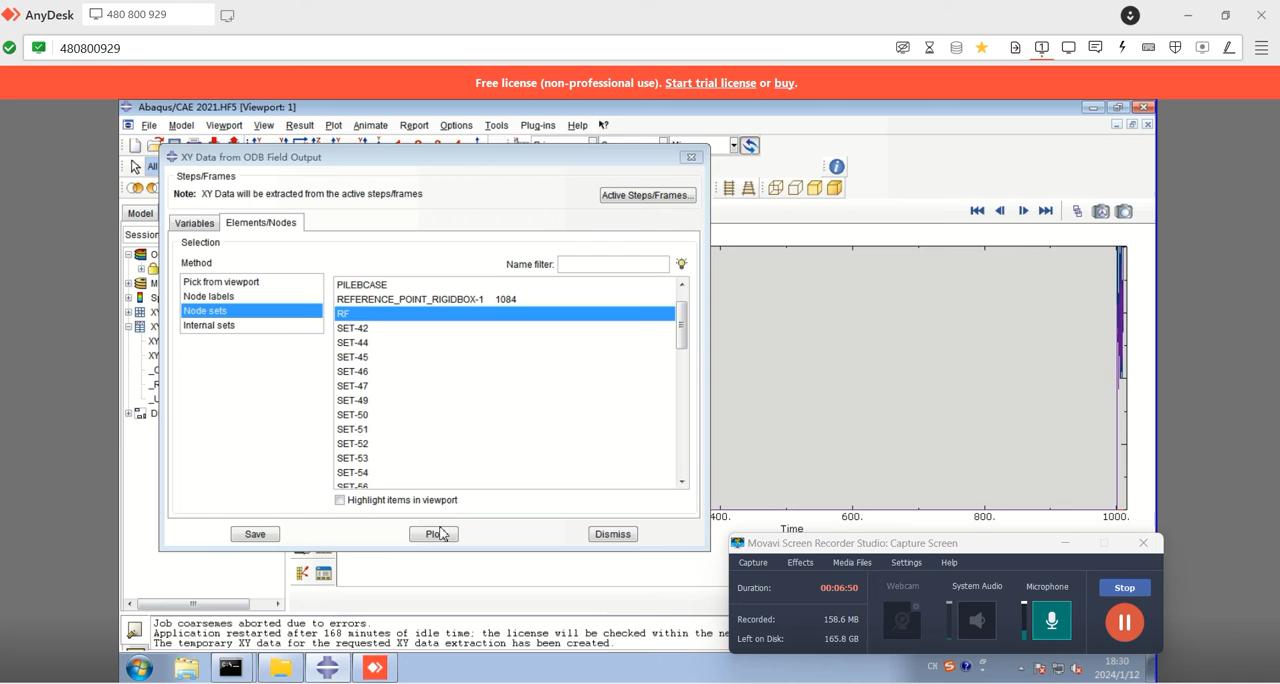 AnyDesk
480 800 929
480800929
1
Free license (non-professional use). Start trial license or buy.
Abaqus/CAE 2021.HF5 [Viewport: 1]
File Model Viewport View Result Plot Animate Report Options Tools Plug-ins Help
All
XY Data from ODB Field Output
Steps/Frames
Note: XY Data will be extracted from the active steps/frames
Active Steps/Frames...
Model
Variables
Elements/Nodes
Selection
Method
Name filter:
Pick from viewport
Node labels
Node sets
Internal sets
PILEBCASE
REFERENCE_POINT_RIGIDBOX-1 1084
RF
SET-42
SET-44
SET-45
SET-46
SET-47
SET-49
SET-50
SET-51
SET-52
SET-53
SET-54
SET-56
Highlight items in viewport
Save
Dismiss
400. 600. 800. 1000.
Time
Movavi Screen Recorder Studio: Capture Screen
Capture Effects Media Files Settings Help
Duration: 00:06:50
Recorded: 158.6 MB
Left on Disk: 165.8 GB
Webcam
System Audio
Microphone
Stop
Job coarsemes aborted due to errors.
Application restarted after 168 minutes of idle time; the license will be checked within the ne
The temporary XY data for the requested XY data extraction has been created.
CH
18:30
2024/1/12